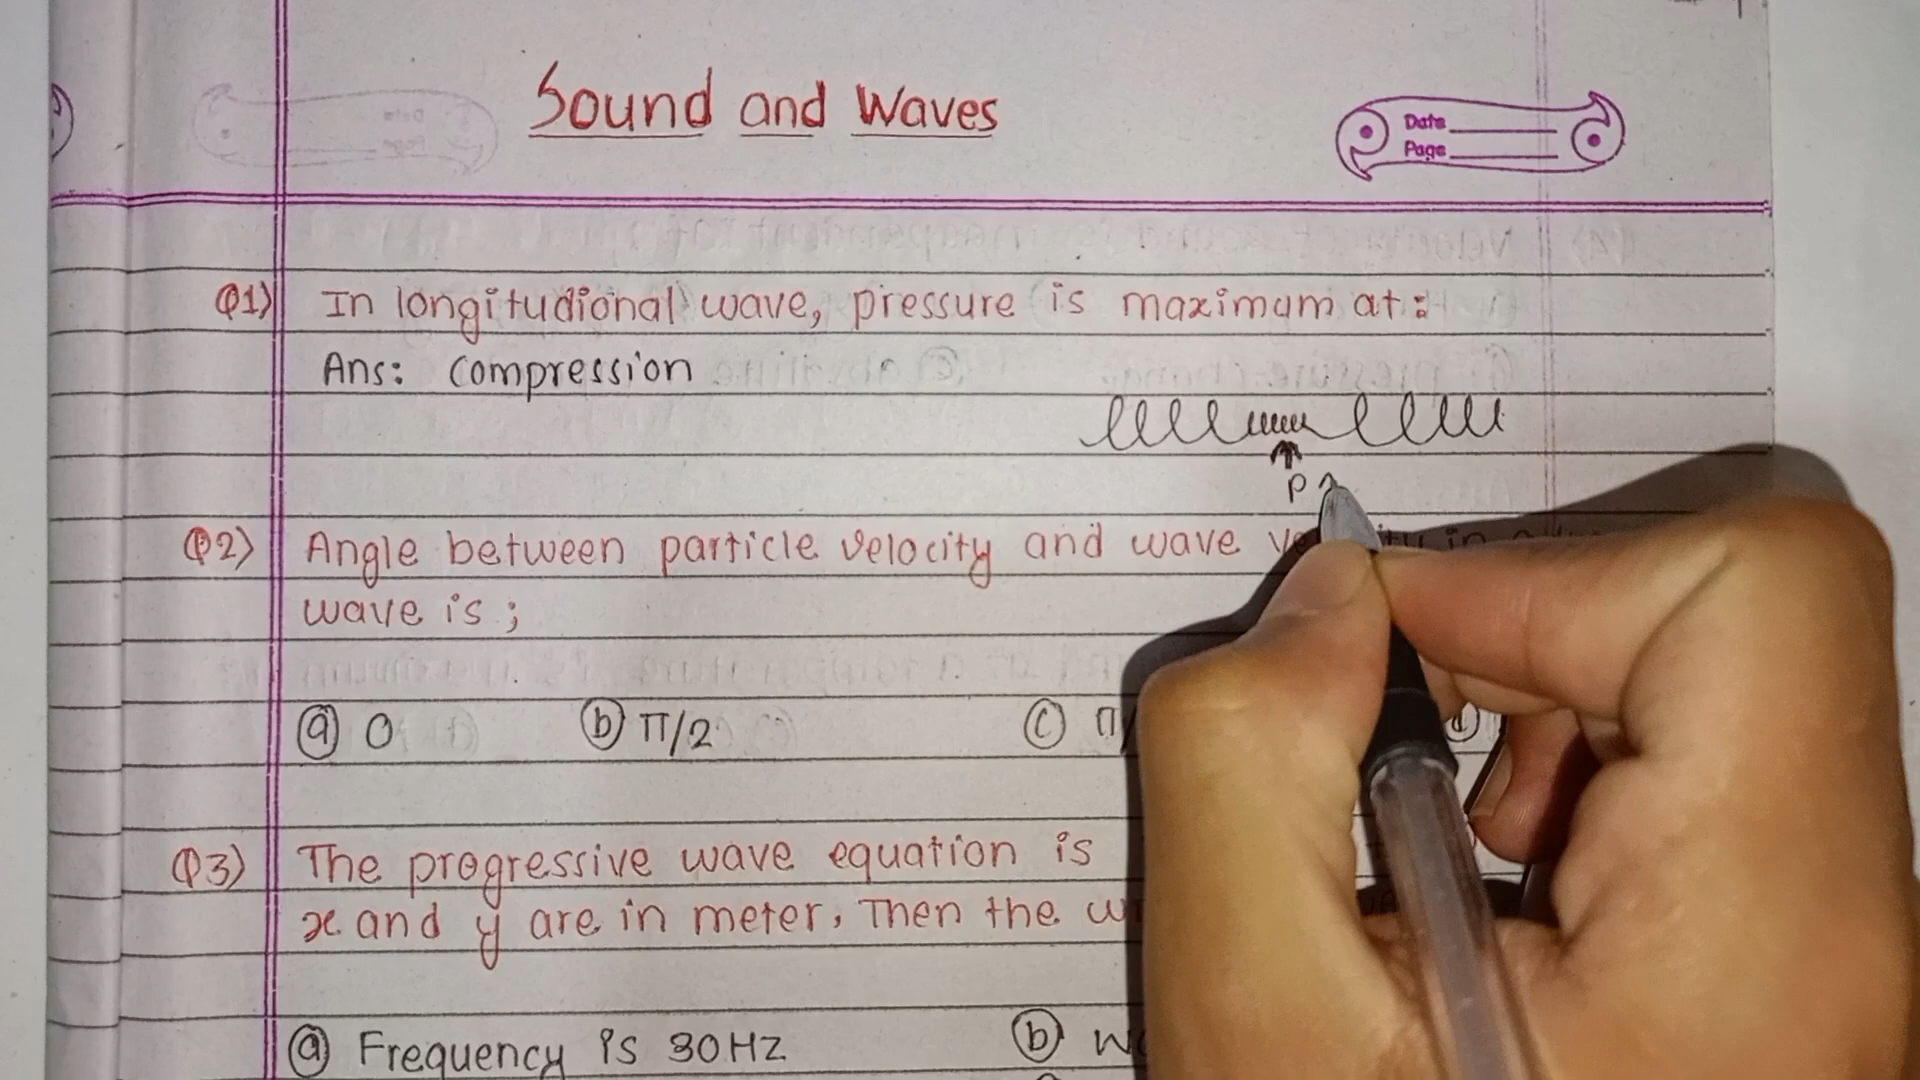 Sound and Waves
Date
Page
Q1) In longitudional wave, pressure is maximum at:
Ans: compression
P
Q2) Angle between particle velocity and wave
wave is;
(a) 0 (b) π/2 (c)
Q3) The progressive wave equation is
x and y are in meter, Then the
(a) Frequency is 30HZ (b)